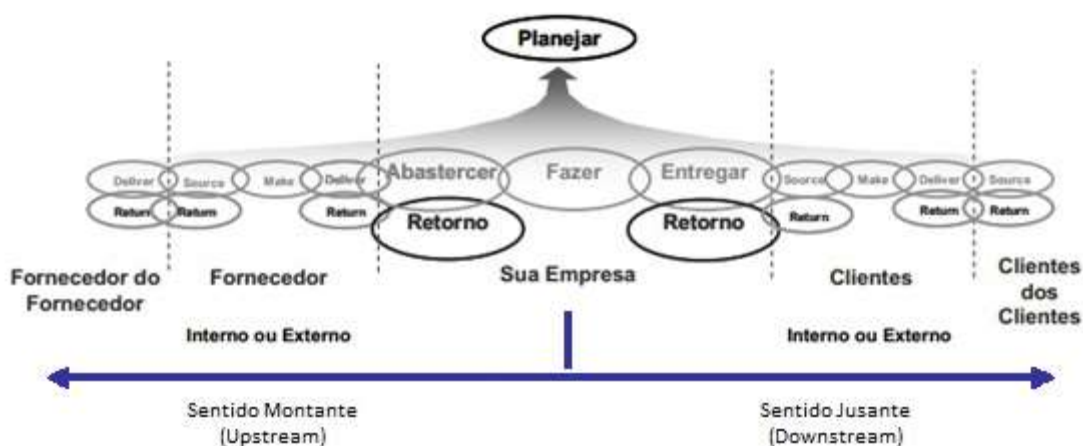 Planejar
Deliver Source Make Deliver Abastercer Fazer Entregar Source Make Deliver Source
Return Return Return Retorno Retorno Return Return Return
Fornecedor do
Fornecedor
Fornecedor
Sua Empresa
Clientes
Clientes
dos
Clientes
Interno ou Externo
Interno ou Externo
Sentido Montante
(Upstream)
Sentido Jusante
(Downstream)